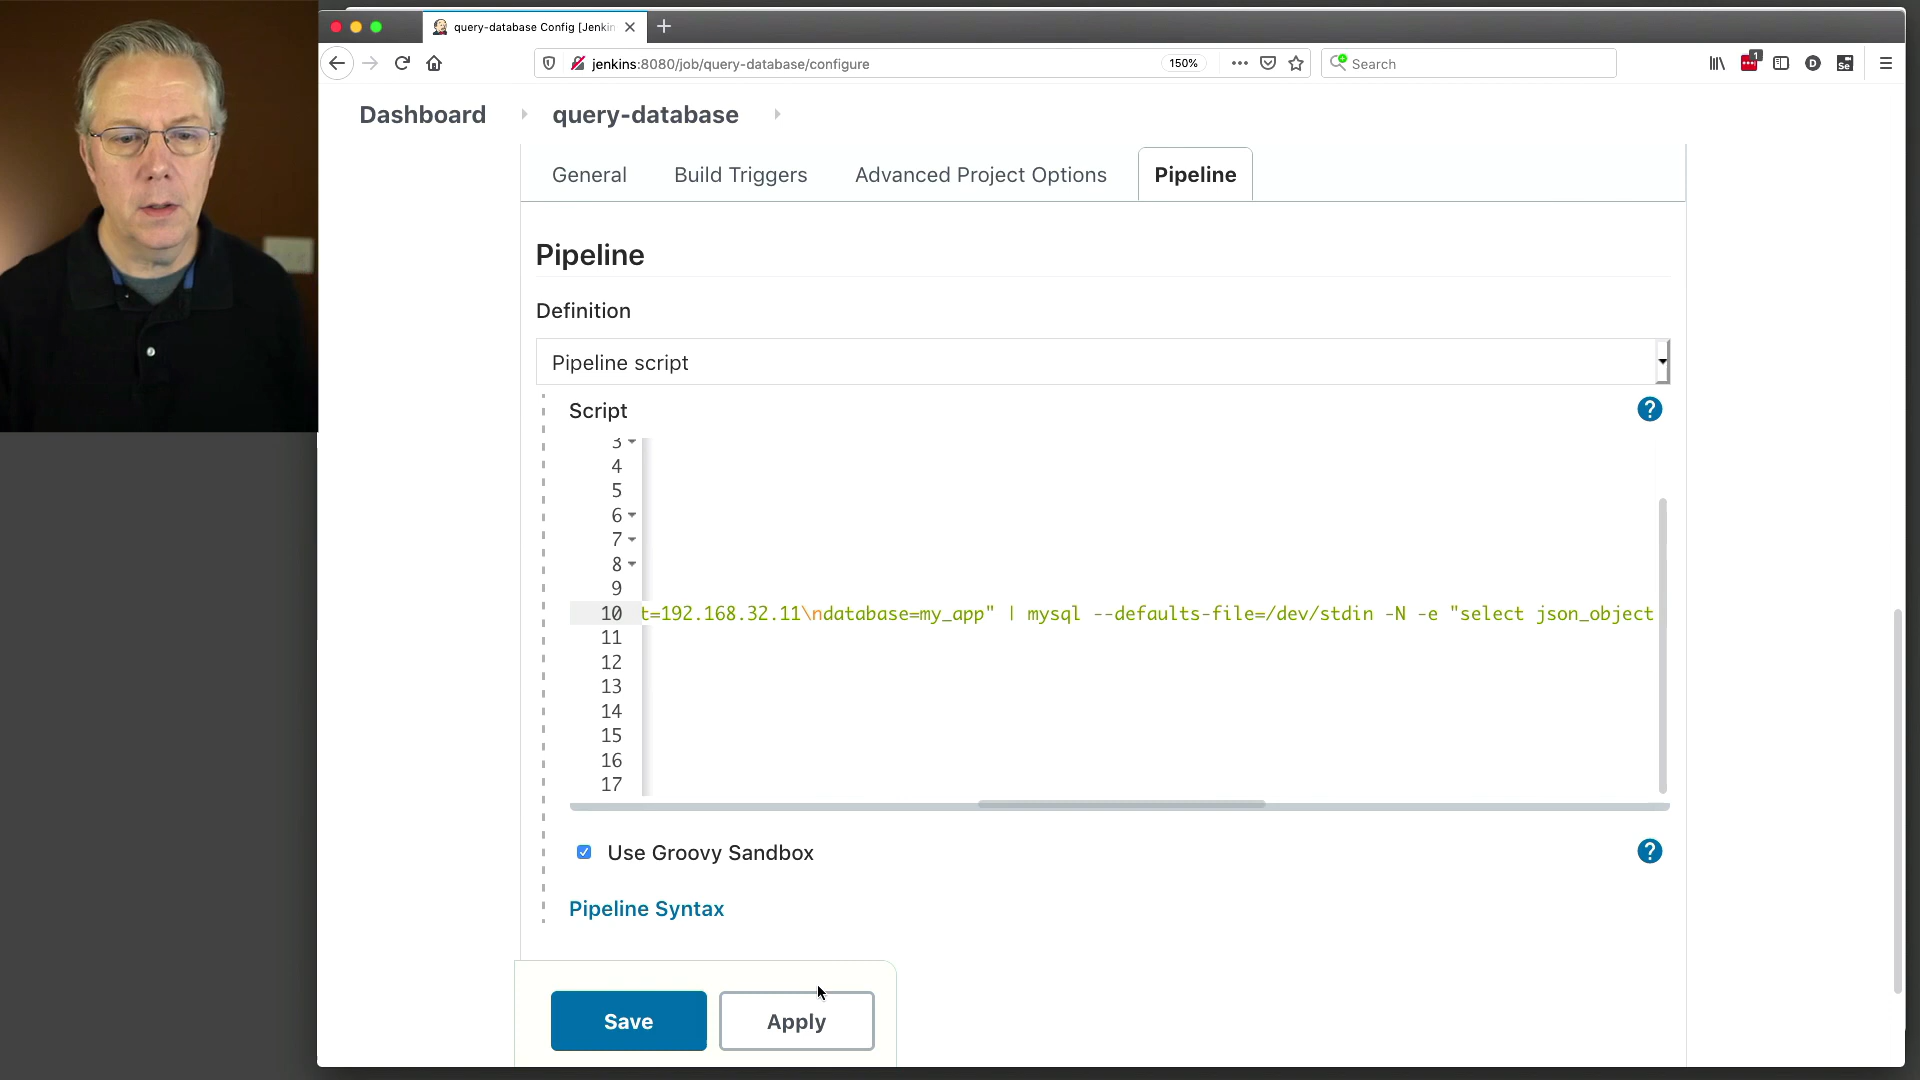 query-database Config [Jenkin
jenkins:8080/job/query-database/configure
150%
Search
1
D
Se
Dashboard
query-database
General
Build Triggers
Advanced Project Options
Pipeline
Pipeline
Definition
Pipeline script
Script
?
3
4
5
6
7
8
9
10 t=192.168.32.11\ndatabase=my_app" | mysql --defaults-file=/dev/stdin -N -e "select json_object
11
12
13
14
15
16
17
Use Groovy Sandbox
?
Pipeline Syntax
Save
Apply